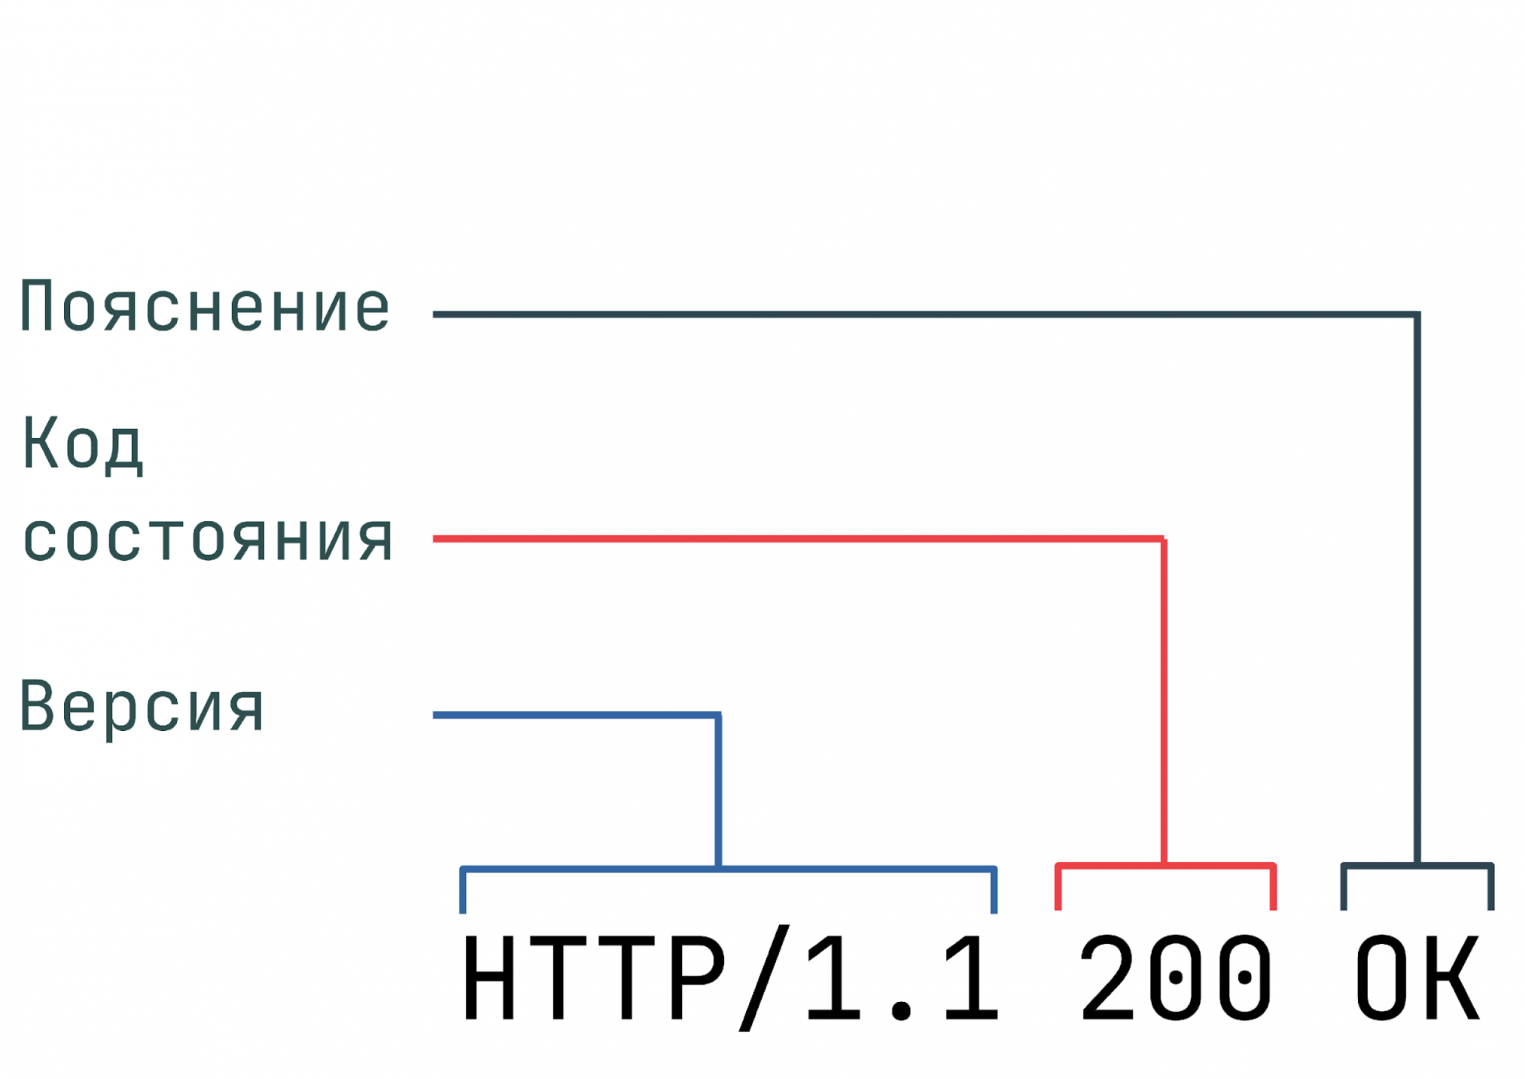 Пояснение
Код
состояния
Версия
HTTP/1.1 200 OK